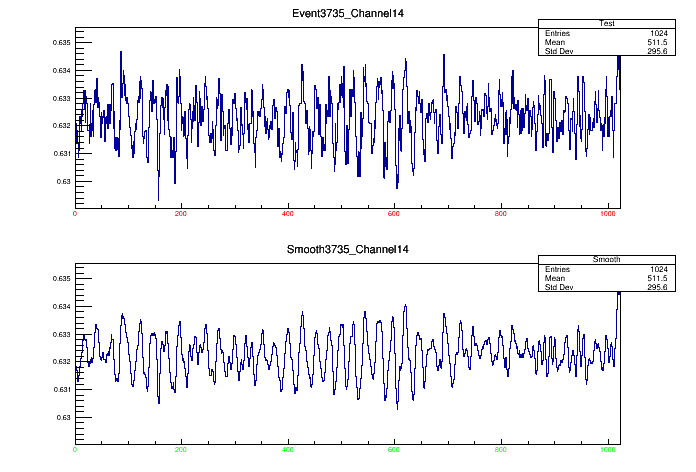 Event3735_Channel14
Test
Entries 1024
Mean 511.5
Std Dev 295.6
0.635
0.634
0.633
0.632
0.631
0.63
0 200 400 600 800 1000
Smooth3735_Channel14
Smooth
Entries 1024
Mean 511.5
Std Dev 295.6
0.635
0.634
0.633
0.632
0.631
0.63
0 200 400 600 800 1000